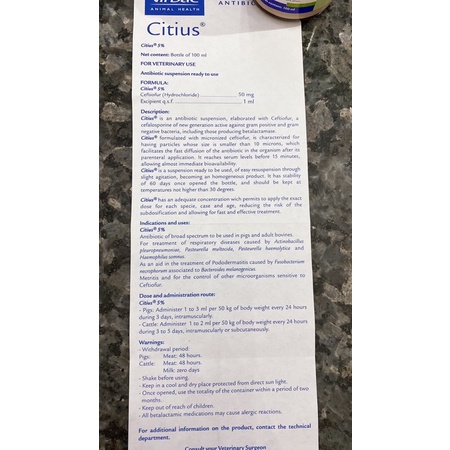 Virbac
ANIMAL HEALTH
ANTIBIOTIC
Citius®
Citius® 5%
Net content: Bottle of 100 ml
FOR VETERINARY USE
Antibiotic suspension ready to use
FORMULA:
Citius® 5%
Ceftiofur (Hydrochloride) 50 mg
Excipient q.s.f. 1 ml
Description:
Citius® is an antibiotic suspension, elaborated with Ceftiofur, a
cefalosporine of new generation active against gram positive and gram
negative bacteria, including those producing betalactamase.
Citius® formulated with micronized ceftiofur, is characterized for
having particles whose size is smaller than 10 microns, which
facilitates the fast diffusion of the antibiotic in the organism after its
parenteral application. It reaches serum levels before 15 minutes,
allowing almost immediate bioavailability.
Citius® is a suspension ready to be used, of easy resuspension through
slight agitation, becoming an homogeneous product. It has stability
of 60 days once opened the bottle, and should be kept at
temperatures not higher than 30 degrees.
Citius® has an adequate concentration wich permits to apply the exact
dose for each specie, case and age, reducing the risk of the
subdosification and allowing for fast and effective treatment.
Indications and uses:
Citius® 5%
Antibiotic of broad spectrum to be used in pigs and adult bovines.
For treatment of respiratory diseases caused by Actinobacillus
pleuropneumoniae, Pasteurella multocida, Pasteurella haemolytica and
Haemophilus somnus.
As an aid in the treatment of Pododermatitis caused by Fusobacterium
necrophorum associated to Bacteroides melaninogenicus.
Metritis and for the control of other microorganisms sensitive to
Ceftiofur.
Dose and administration route:
Citius® 5%
- Pigs: Administer 1 to 3 ml per 50 kg of body weight every 24 hours
during 3 days, intramuscularly.
- Cattle: Administer 1 to 2 ml per 50 kg of body weight every 24 hours
during 3 to 5 days, intramuscularly or subcutaneously.
Warnings:
- Withdrawal period:
Pigs: Meat: 48 hours.
Cattle: Meat: 48 hours.
Milk: zero days
- Shake before using.
- Keep in a cool and dry place protected from direct sun light.
- Once opened, use the totality of the container within a period of two
months.
- Keep out of reach of children.
- All betalactamic medications may cause allergic reactions.
For additional information on the product, contact the technical
department.
Consult your Veterinary Surgeon